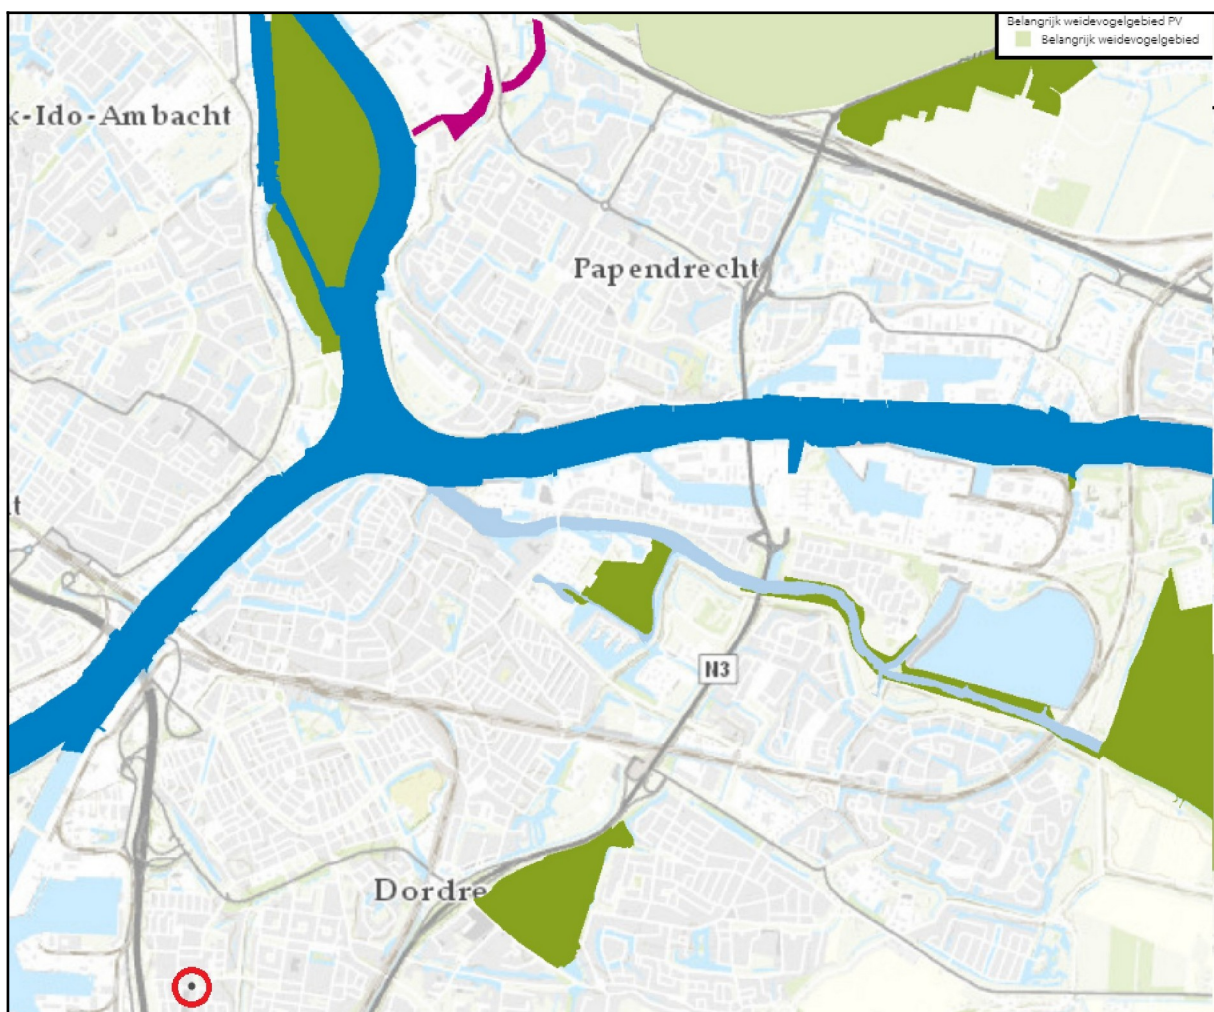 Belangrijk weidevogelgebied PV
Belangrijk weidevogelgebied
k-Ido-Ambacht
Papendrecht
t
N3
Dordre